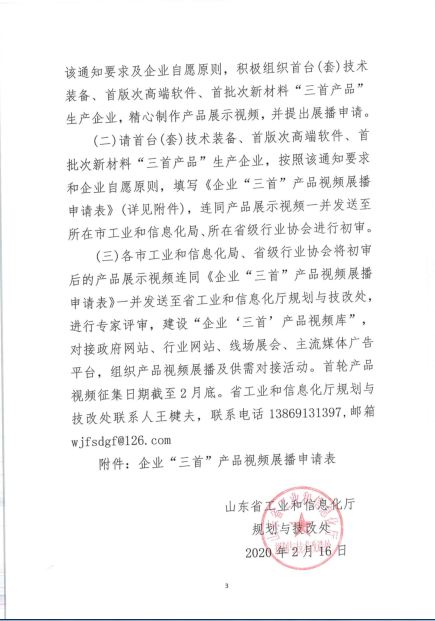 该通知要求及企业自愿原则，积极组织首台(套)技术
装备、首版次高端软件、首批次新材料“三首产品”
生产企业，精心制作产品展示视频，并提出展播申请。
(二)请首台(套)技术装备、首版次高端软件、首
批次新材料“三首产品”生产企业，按照该通知要求
和企业自愿原则，填写《企业“三首”产品视频展播
申请表》(详见附件)，连同产品展示视频一并发送至
所在市工业和信息化局、所在省级行业协会进行初审。
(三)各市工业和信息化局、省级行业协会将初审
后的产品展示视频连同《企业“三首”产品视频展播
申请表》一并发送至省工业和信息化厅规划与技改处，
进行专家评审，建设“企业‘三首’产品视频库”，
对接政府网站、行业网站、线场展会、主流媒体广告
平台，组织产品视频展播及供需对接活动。首轮产品
视频征集日期截至2月底。省工业和信息化厅规划与
技改处联系人王楗夫，联系电话13869131397,邮箱
wjfsdgf@126.com
附件：企业“三首”产品视频展播申请表
山东省工业和信息化厅
规划与技改处
2020年2月16日
3